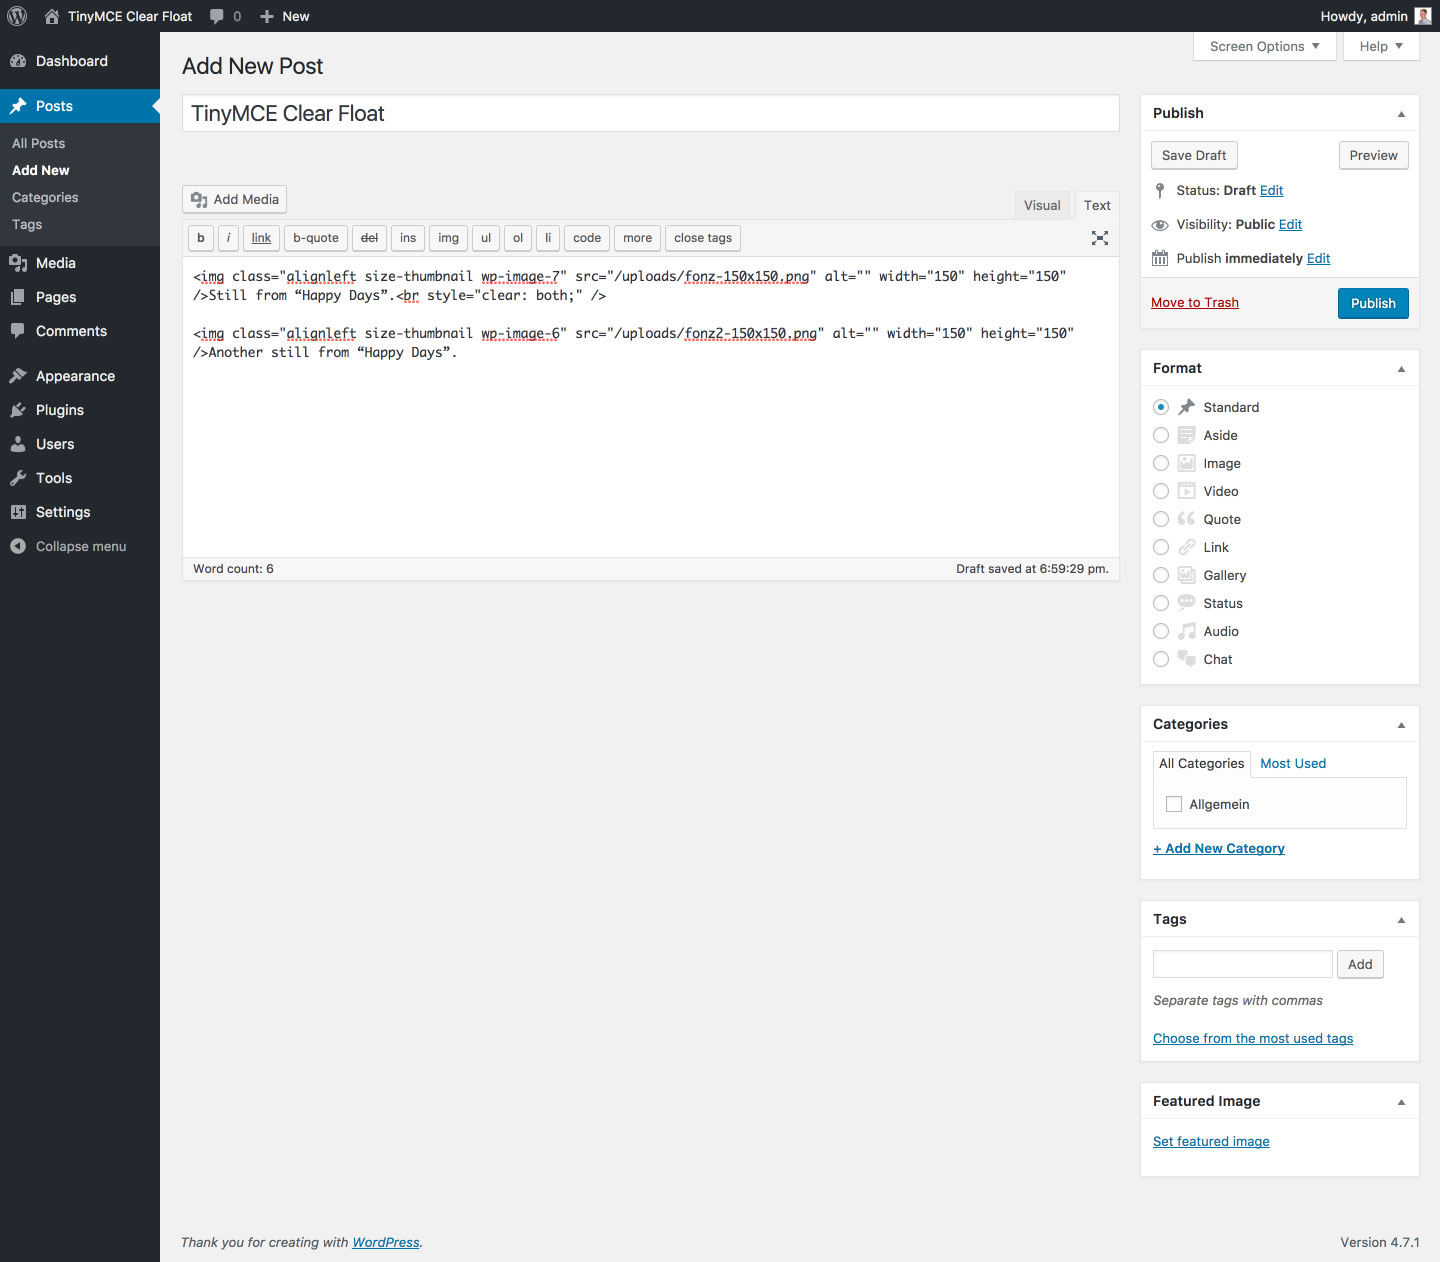 TinyMCE Clear Float 0 New Howdy, admin
Screen Options Help
Dashboard
Posts
All Posts
Add New
Categories
Tags
Media
Pages
Comments
Appearance
Plugins
Users
Tools
Settings
Collapse menu
Add New Post
TinyMCE Clear Float
Add Media
Visual Text
b i link b-quote del ins img ul ol li code more close tags
<img class="alignleft size-thumbnail wp-image-7" src="/uploads/fonz-150x150.png" alt="" width="150" height="150"
/>Still from “Happy Days”.<br style="clear: both;" />
<img class="alignleft size-thumbnail wp-image-6" src="/uploads/fonz2-150x150.png" alt="" width="150" height="150"
/>Another still from “Happy Days”.
Word count: 6 Draft saved at 6:59:29 pm.
Publish
Save Draft Preview
Status: Draft Edit
Visibility: Public Edit
Publish immediately Edit
Move to Trash Publish
Format
Standard
Aside
Image
Video
Quote
Link
Gallery
Status
Audio
Chat
Categories
All Categories Most Used
Allgemein
+ Add New Category
Tags
Add
Separate tags with commas
Choose from the most used tags
Featured Image
Set featured image
Thank you for creating with WordPress. Version 4.7.1